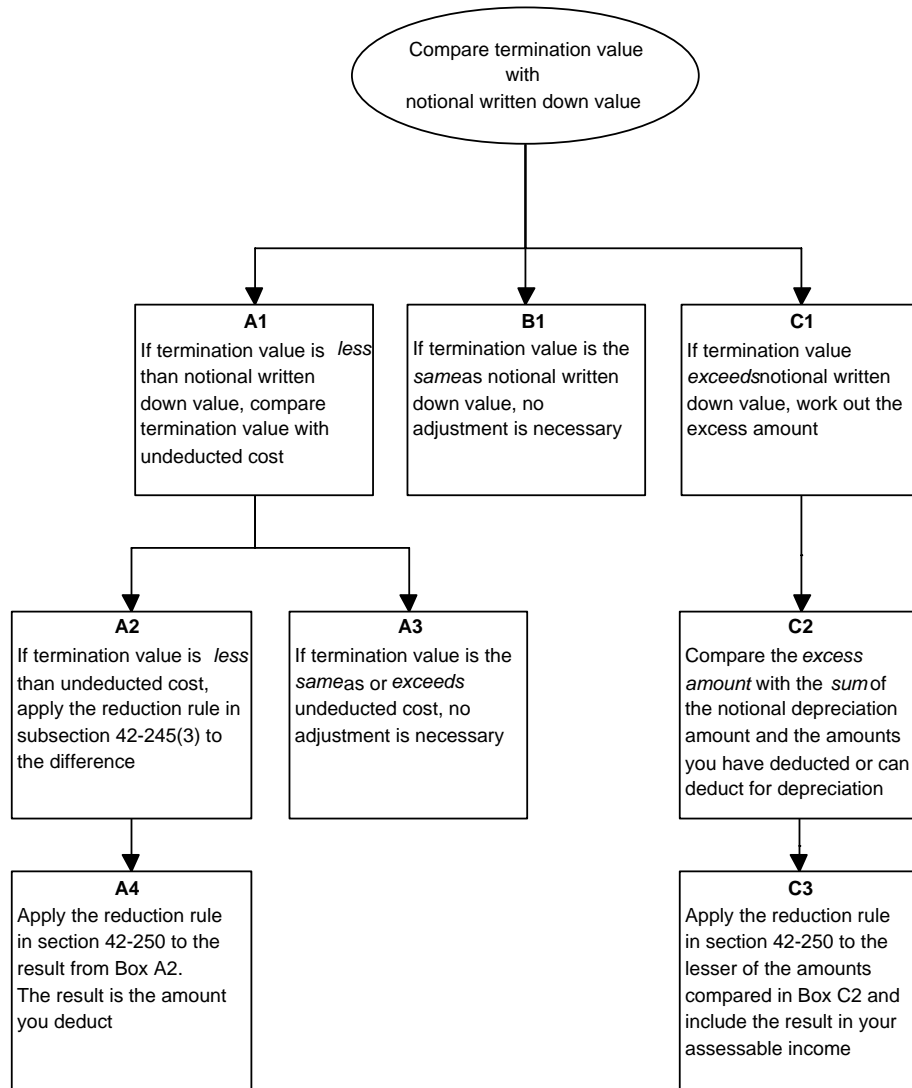 Compare termination value
with
notional written down value
A1
If termination value is less
than notional written
down value, compare
termination value with
undeducted cost
B1
If termination value is the
sameas notional written
down value, no
adjustment is necessary
C1
If termination value
exceedsnotional written
down value, work out the
excess amount
A2
If termination value is less
than undeducted cost,
apply the reduction rule in
subsection 42-245(3) to
the difference
A3
If termination value is the
sameas or exceeds
undeducted cost, no
adjustment is necessary
C2
Compare the excess
amount with the sumof
the notional depreciation
amount and the amounts
you have deducted or can
deduct for depreciation
A4
Apply the reduction rule
in section 42-250 to the
result from Box A2.
The result is the amount
you deduct
C3
Apply the reduction rule
in section 42-250 to the
lesser of the amounts
compared in Box C2 and
include the result in your
assessable income